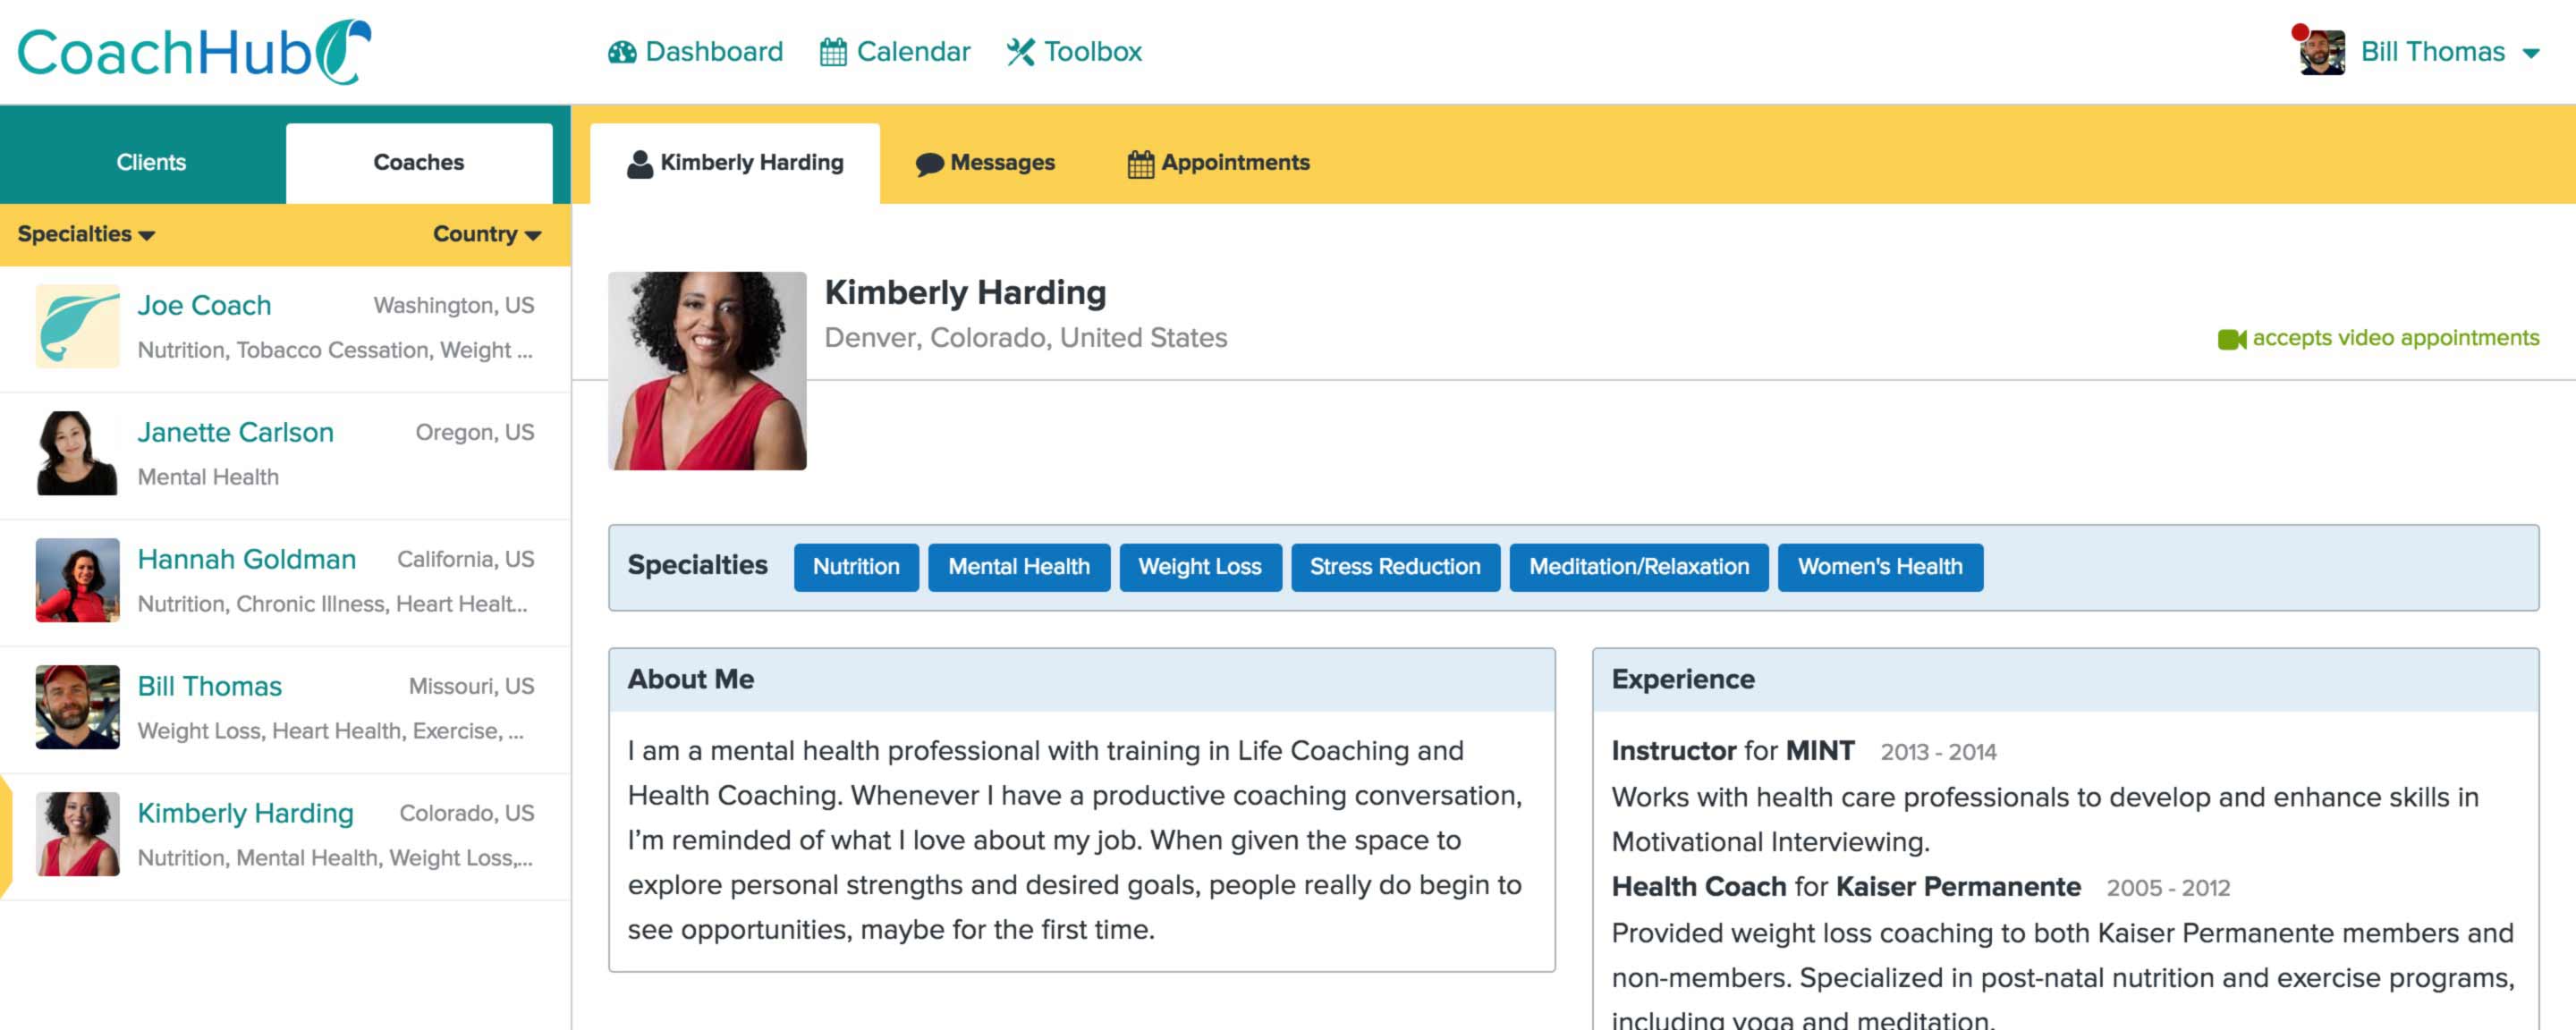 CoachHub
Dashboard
Calendar
Toolbox
Bill Thomas
Clients
Coaches
Kimberly Harding
Messages
Appointments
Specialties
Country
Joe Coach
Washington, US
Nutrition, Tobacco Cessation, Weight ...
Janette Carlson
Oregon, US
Mental Health
Hannah Goldman
California, US
Nutrition, Chronic Illness, Heart Healt...
Bill Thomas
Missouri, US
Weight Loss, Heart Health, Exercise, ...
Kimberly Harding
Colorado, US
Nutrition, Mental Health, Weight Loss,...
Kimberly Harding
Denver, Colorado, United States
accepts video appointments
Specialties
Nutrition
Mental Health
Weight Loss
Stress Reduction
Meditation/Relaxation
Women's Health
About Me
I am a mental health professional with training in Life Coaching and
Health Coaching. Whenever I have a productive coaching conversation,
I'm reminded of what I love about my job. When given the space to
explore personal strengths and desired goals, people really do begin to
see opportunities, maybe for the first time.
Experience
Instructor for MINT 2013 - 2014
Works with health care professionals to develop and enhance skills in
Motivational Interviewing.
Health Coach for Kaiser Permanente 2005 - 2012
Provided weight loss coaching to both Kaiser Permanente members and
non-members. Specialized in post-natal nutrition and exercise programs,
including yoga and meditation.